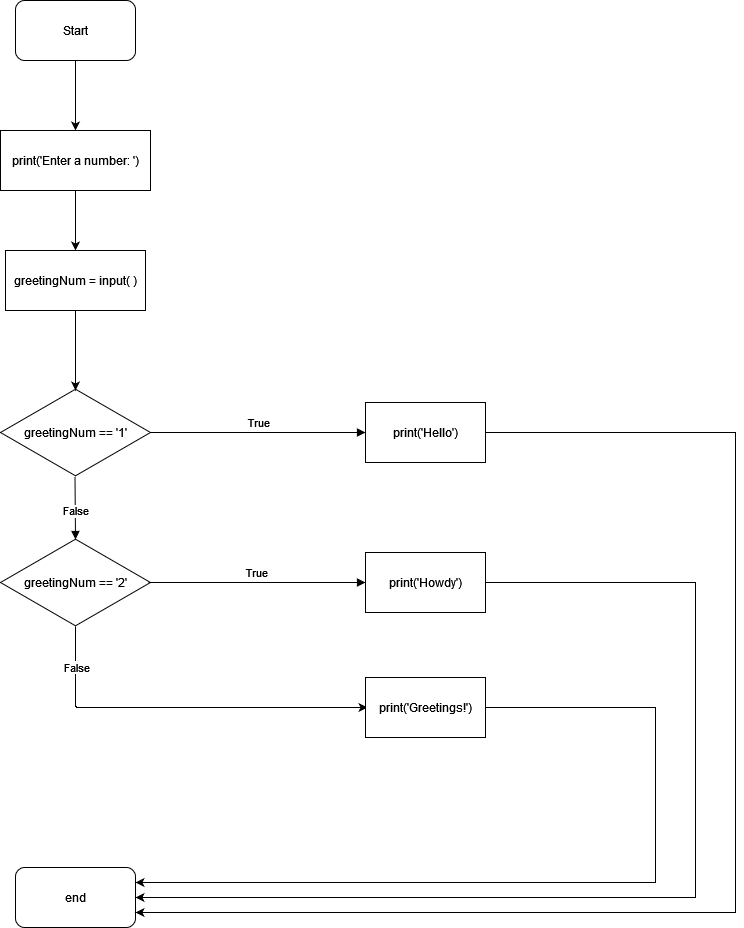 Start
print('Enter a number: ')
greetingNum = input( )
greetingNum == '1'
True
print('Hello')
False
greetingNum == '2'
True
print('Howdy')
False
print('Greetings!')
end